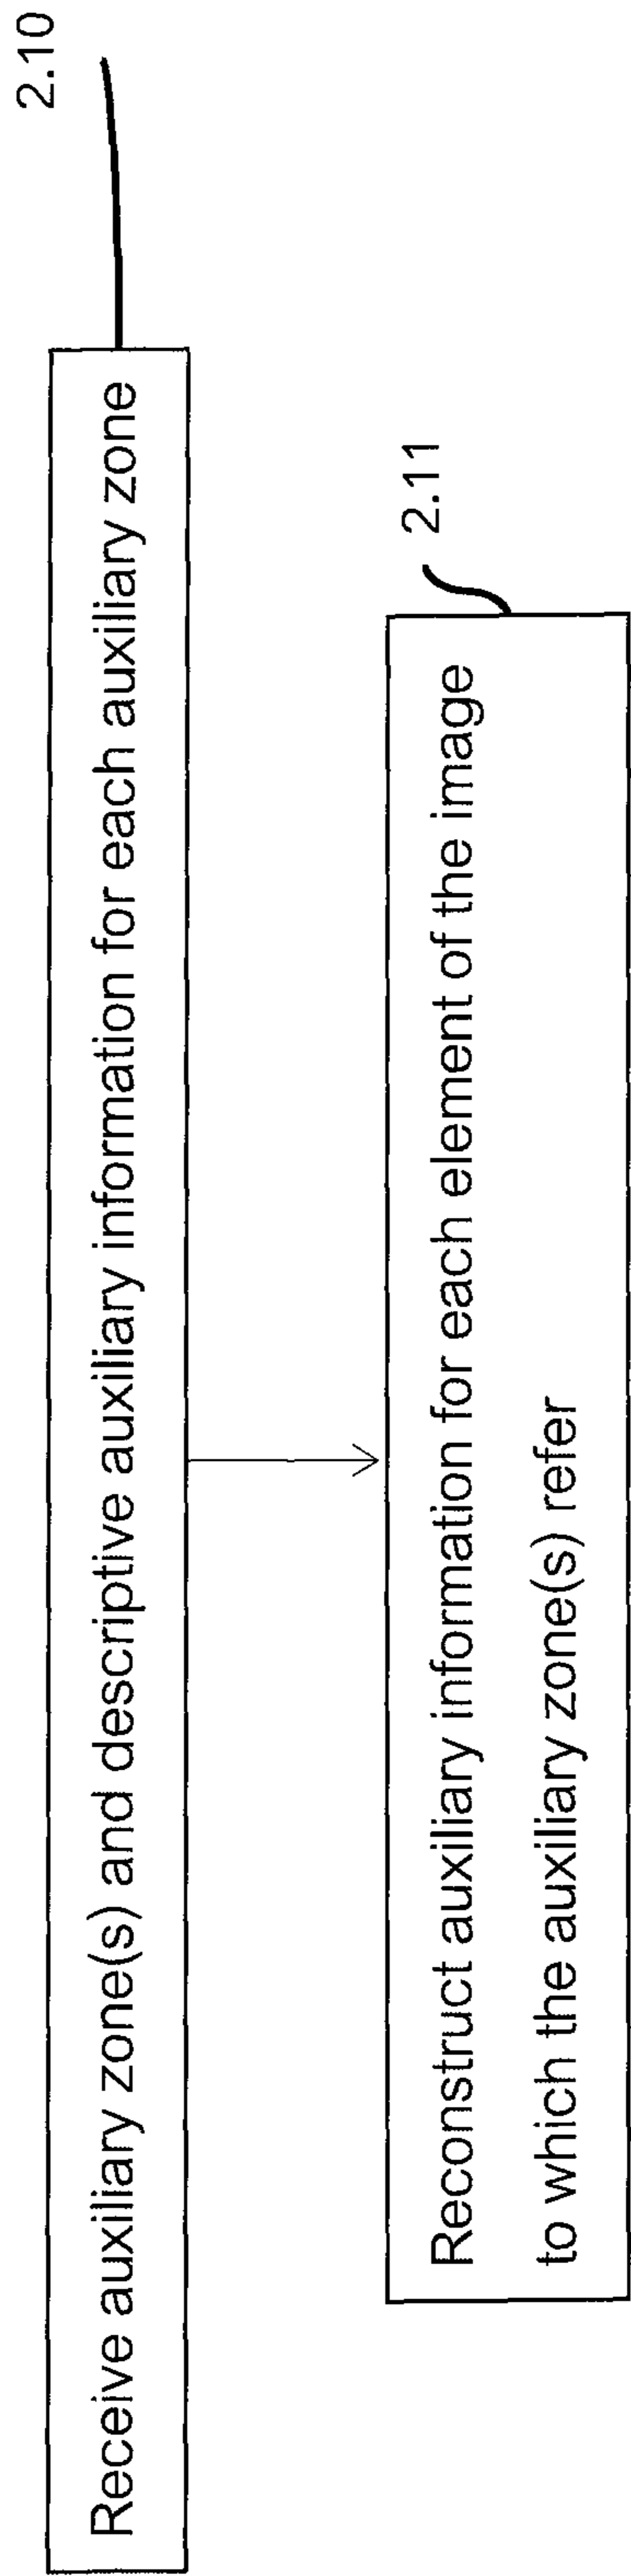 2.10
Receive auxiliary zone(s) and descriptive auxiliary information for each auxiliary zone
2.11
Reconstruct auxiliary information for each element of the image
to which the auxiliary zone(s) refer